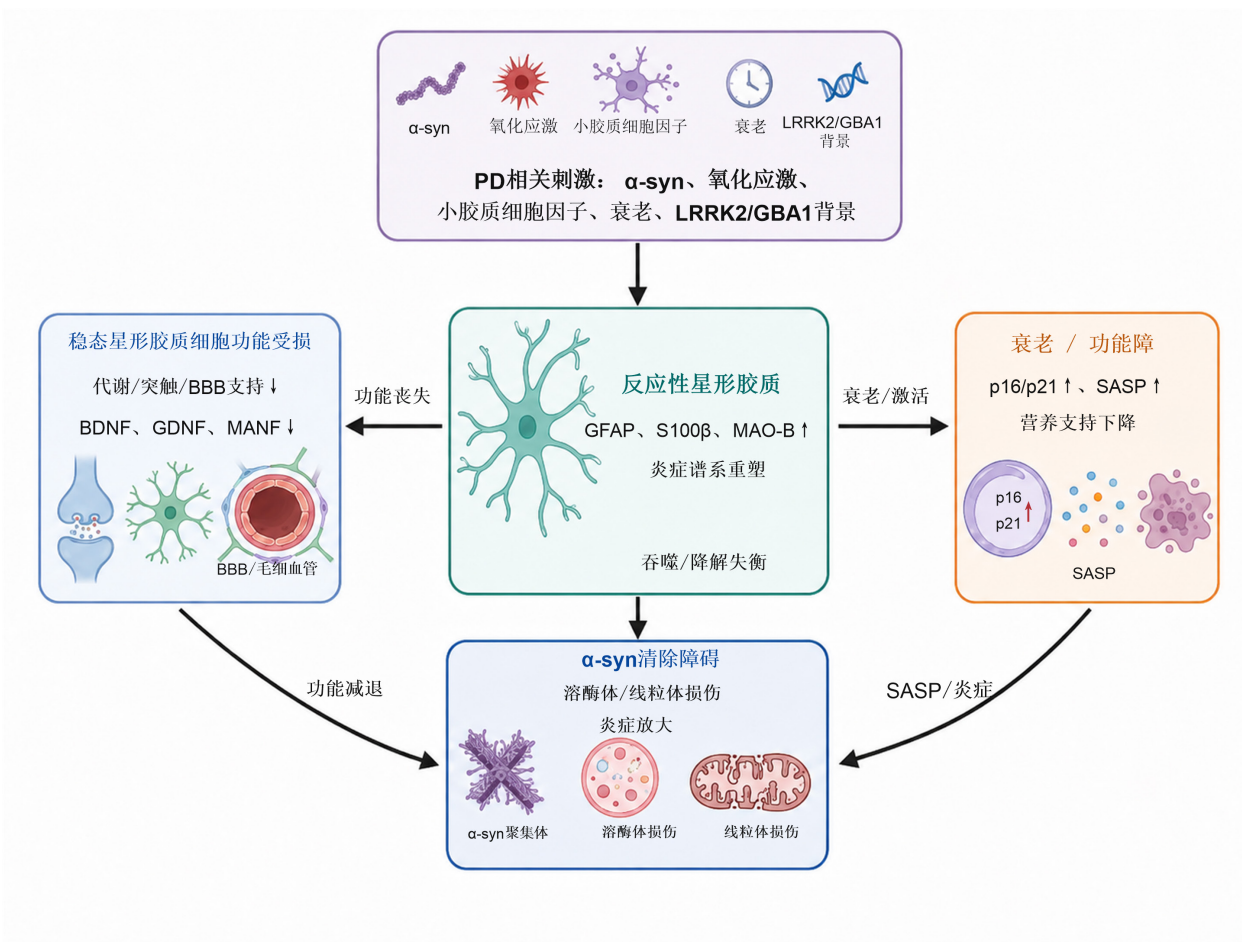 α-syn
氧化应激
小胶质细胞因子
衰老
LRRK2/GBA1
背景
PD相关刺激： α-syn、氧化应激、
小胶质细胞因子、衰老、LRRK2/GBA1背景
稳态星形胶质细胞功能受损
代谢/突触/BBB支持↓
BDNF、GDNF、MANF↓
BBB/毛细血管
功能丧失
反应性星形胶质
GFAP、S100β、MAO-B↑
炎症谱系重塑
吞噬/降解失衡
衰老/激活
衰老 / 功能障
p16/p21↑、SASP↑
营养支持下降
p16
p21
↑
SASP
功能减退
SASP/炎症
α-syn清除障碍
溶酶体/线粒体损伤
炎症放大
α-syn聚集体
溶酶体损伤
线粒体损伤